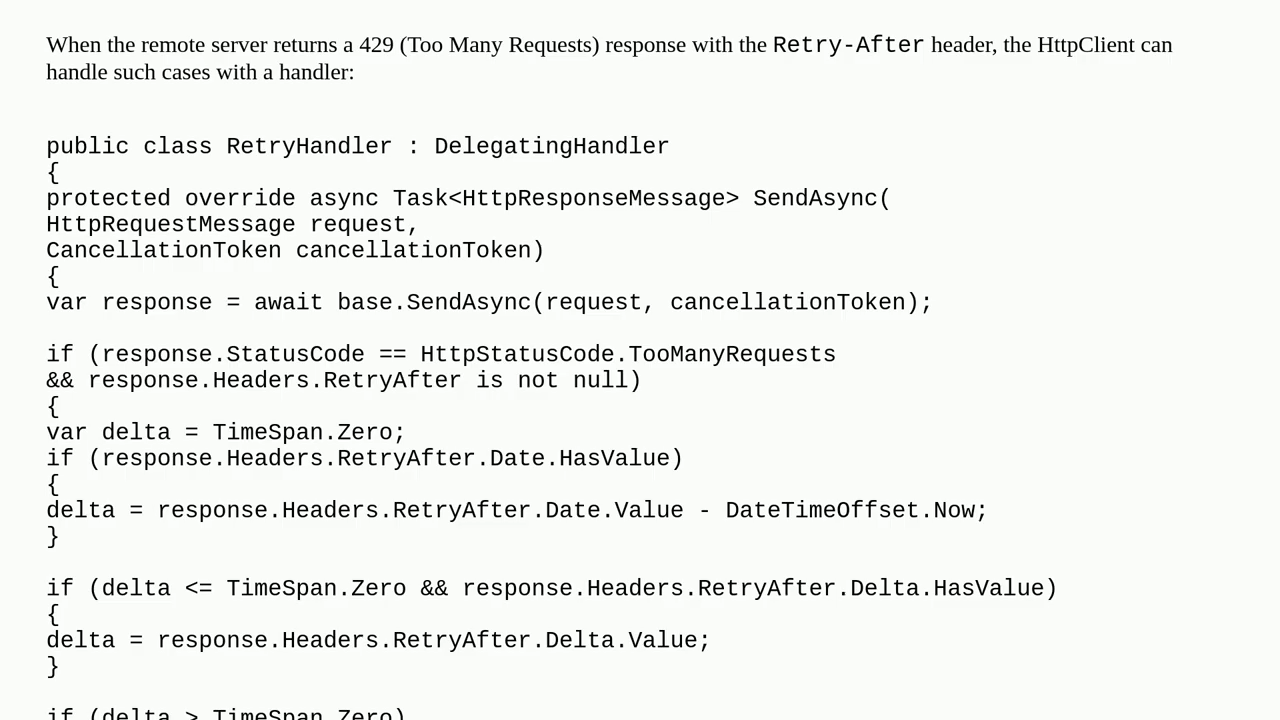 When the remote server returns a 429 (Too Many Requests) response with the Retry-After header, the HttpClient can
handle such cases with a handler:
public class RetryHandler : DelegatingHandler
{
protected override async Task<HttpResponseMessage> SendAsync(
HttpRequestMessage request,
CancellationToken cancellationToken)
{
var response = await base.SendAsync(request, cancellationToken);
if (response.StatusCode == HttpStatusCode.TooManyRequests
&& response.Headers.RetryAfter is not null)
{
var delta = TimeSpan.Zero;
if (response.Headers.RetryAfter.Date.HasValue)
{
delta = response.Headers.RetryAfter.Date.Value - DateTimeOffset.Now;
}
if (delta <= TimeSpan.Zero && response.Headers.RetryAfter.Delta.HasValue)
{
delta = response.Headers.RetryAfter.Delta.Value;
}
if (delta > TimeSpan.Zero)